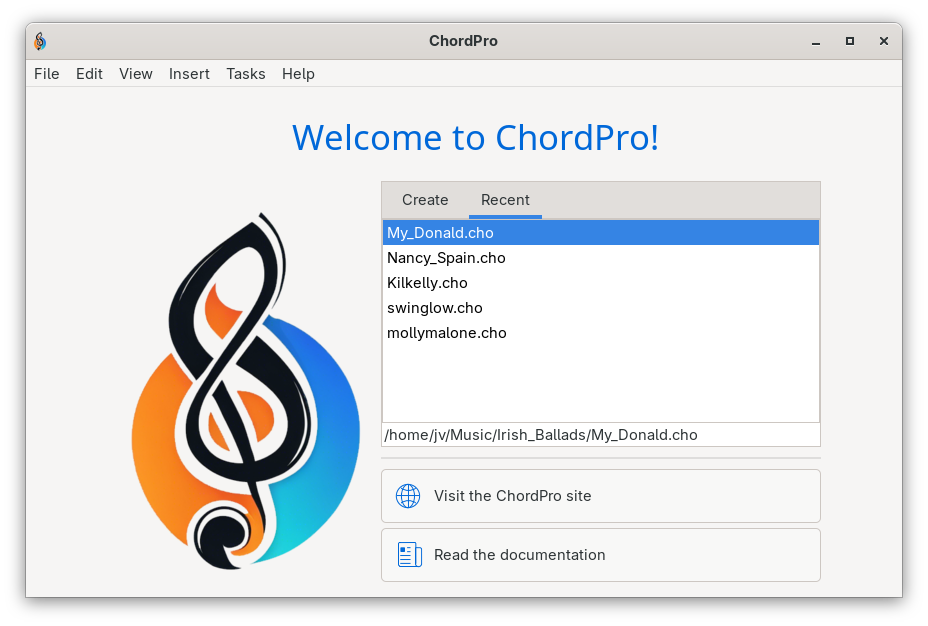 ChordPro
File Edit View Insert Tasks Help
Welcome to ChordPro!
Create Recent
My_Donald.cho
Nancy_Spain.cho
Kilkelly.cho
swinglow.cho
mollymalone.cho
/home/jv/Music/Irish_Ballads/My_Donald.cho
Visit the ChordPro site
Read the documentation